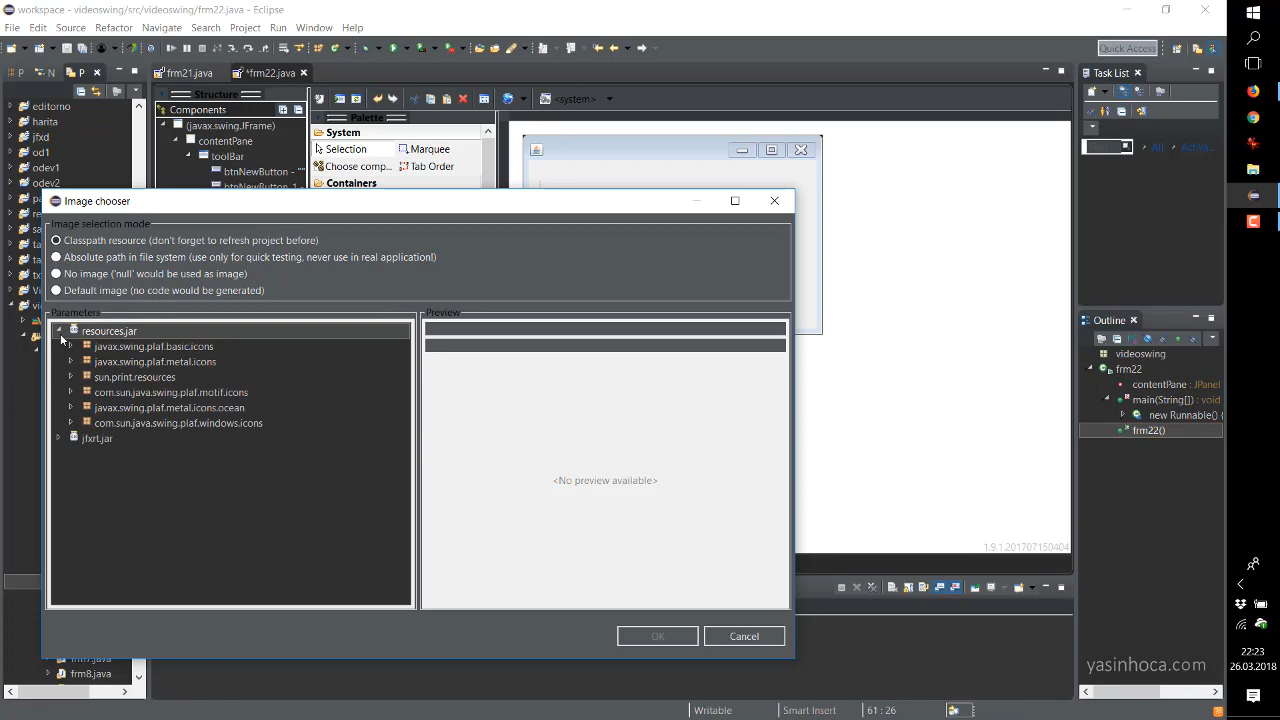 workspace - videoswing/src/videoswing/frm22.java - Eclipse
File Edit Source Refactor Navigate Search Project Run Window Help
Quick Access
P N P
frm21.java
*frm22.java
Task List
editorno
harita
jfxd
od1
odev1
odev2
Structure
Components
(javax.swing.JFrame)
contentPane
toolBar
btnNewButton -
btnNewButton_1
Palette
System
Selection
Marquee
Choose comp...
Tab Order
Containers
<system>
All
Activa...
Image chooser
Image selection mode
Classpath resource (don't forget to refresh project before)
Absolute path in file system (use only for quick testing, never use in real application!)
No image ('null' would be used as image)
Default image (no code would be generated)
Parameters
resources.jar
javax.swing.plaf.basic.icons
javax.swing.plaf.metal.icons
sun.print.resources
com.sun.java.swing.plaf.motif.icons
javax.swing.plaf.metal.icons.ocean
com.sun.java.swing.plaf.windows.icons
jfxrt.jar
Preview
<No preview available>
OK
Cancel
1.9.1.201707150404
Outline
videoswing
frm22
contentPane : JPanel
main(String[]) : void
new Runnable() {
frm22()
frm7.java
frm8.java
Writable
Smart Insert
61 : 26
yasinhoca.com
22:23
26.03.2018